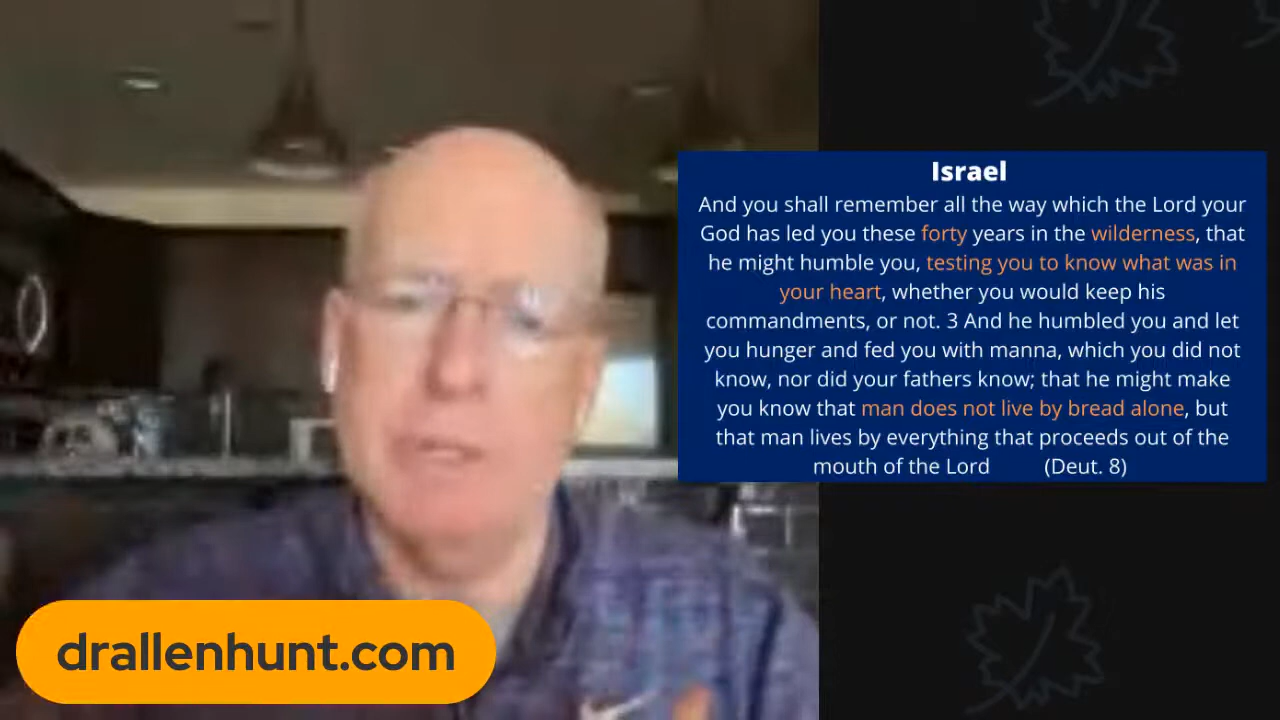 Israel
And you shall remember all the way which the Lord your
God has led you these forty years in the wilderness, that
he might humble you, testing you to know what was in
your heart, whether you would keep his
commandments, or not. 3 And he humbled you and let
you hunger and fed you with manna, which you did not
know, nor did your fathers know; that he might make
you know that man does not live by bread alone, but
that man lives by everything that proceeds out of the
mouth of the Lord (Deut. 8)
drallenhunt.com